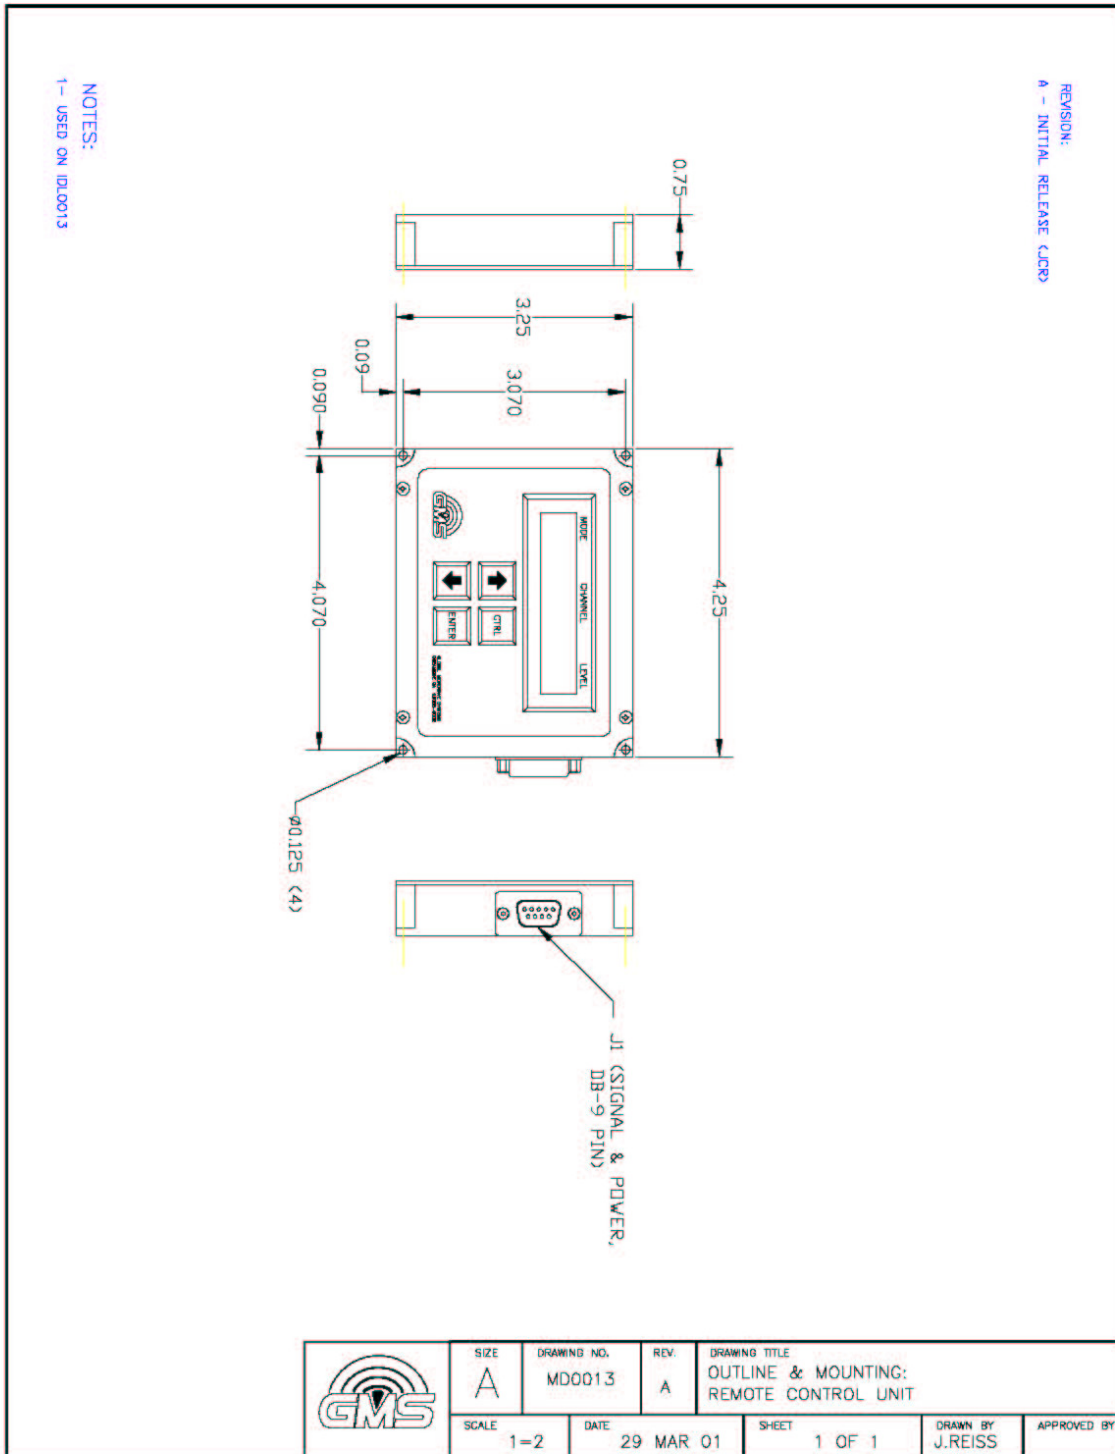 REVISION:
A - INITIAL RELEASE (JCR)
NOTES:
1- USED ON IDL0013
0.75
3.25
3.070
0.09
0.090
4.070
4.25
MODE
CHANNEL
LEVEL
GMS
CTRL
ENTER
Ø0.125 (4)
J1 (SIGNAL & POWER,
DB-9 PIN)
GMS
SIZE
A
DRAWING NO.
MD0013
REV.
A
DRAWING TITLE
OUTLINE & MOUNTING:
REMOTE CONTROL UNIT
SCALE
1=2
DATE
29 MAR 01
SHEET
1 OF 1
DRAWN BY
J.REISS
APPROVED BY